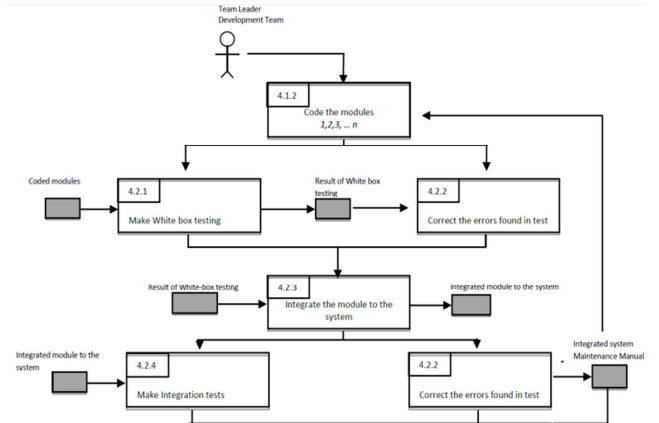 Team Leader
Development Team
4.1.2
Code the modules
1,2,3, ... n
Coded modules
4.2.1
Make White box testing
Result of White box
testing
4.2.2
Correct the errors found in test
Result of White-box testing
4.2.3
Integrate the module to the
system
Integrated module to the system
Integrated module to the
system
4.2.4
Make Integration tests
4.2.2
Correct the errors found in test
Integrated system
Maintenance Manual